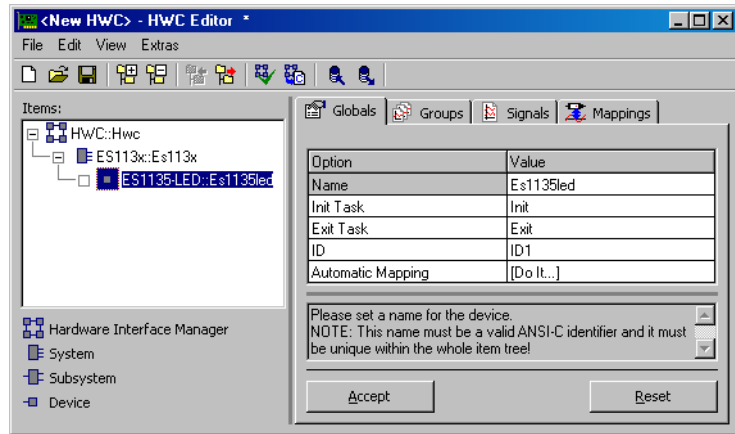 <New HWC> - HWC Editor *
File Edit View Extras
Items:
HWC::Hwc
ES113x::Es113x
ES1135-LED::Es1135led
Hardware Interface Manager
System
Subsystem
Device
Globals Groups Signals Mappings
Option Value
Name Es1135led
Init Task Init
Exit Task Exit
ID ID1
Automatic Mapping [Do It...]
Please set a name for the device.
NOTE: This name must be a valid ANSI-C identifier and it must
be unique within the whole item tree!
Accept Reset